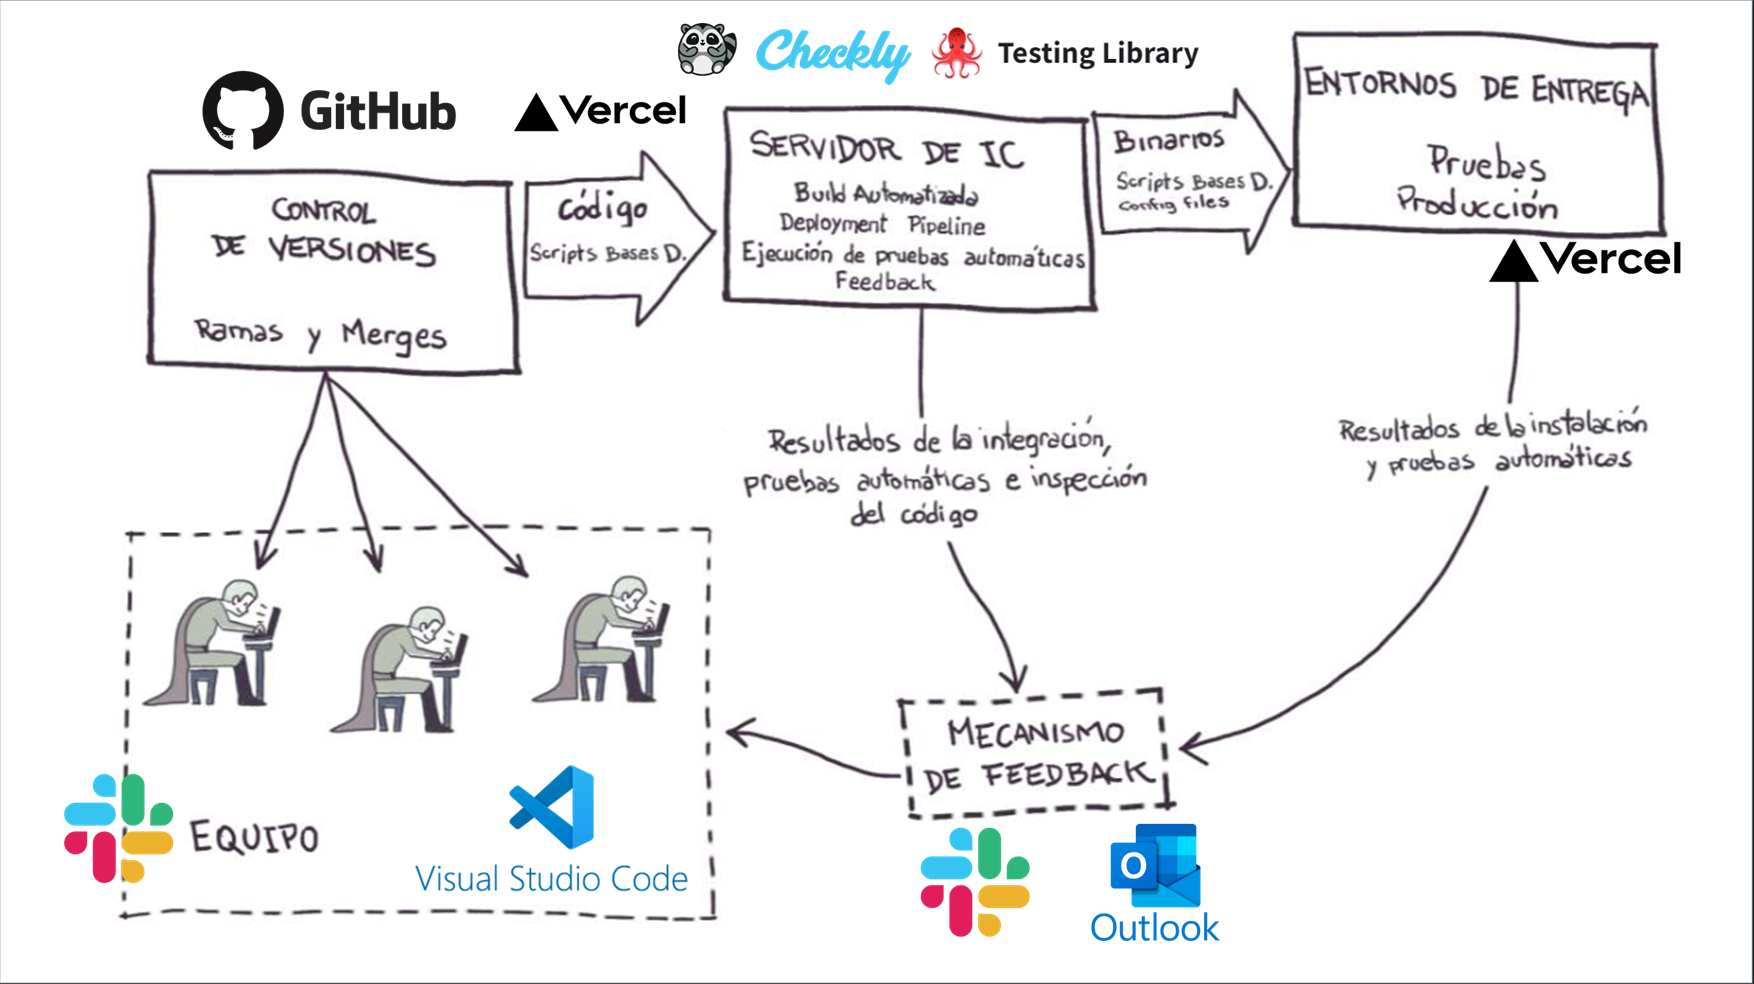 GitHub
Vercel
Checkly
Testing Library
CONTROL
DE VERSIONES
Ramas y Merges
Código
Scripts Bases D.
SERVIDOR DE IC
Build Automatizada
Deployment Pipeline
Ejecución de pruebas automáticas
Feedback
Binarios
Scripts Bases D.
Config files
ENTORNOS DE ENTREGA
Pruebas
Producción
Vercel
Resultados de la integración,
pruebas automáticas e inspección
del código
Resultados de la instalación
y pruebas automáticas
MECANISMO
DE FEEDBACK
EQUIPO
Visual Studio Code
O
Outlook